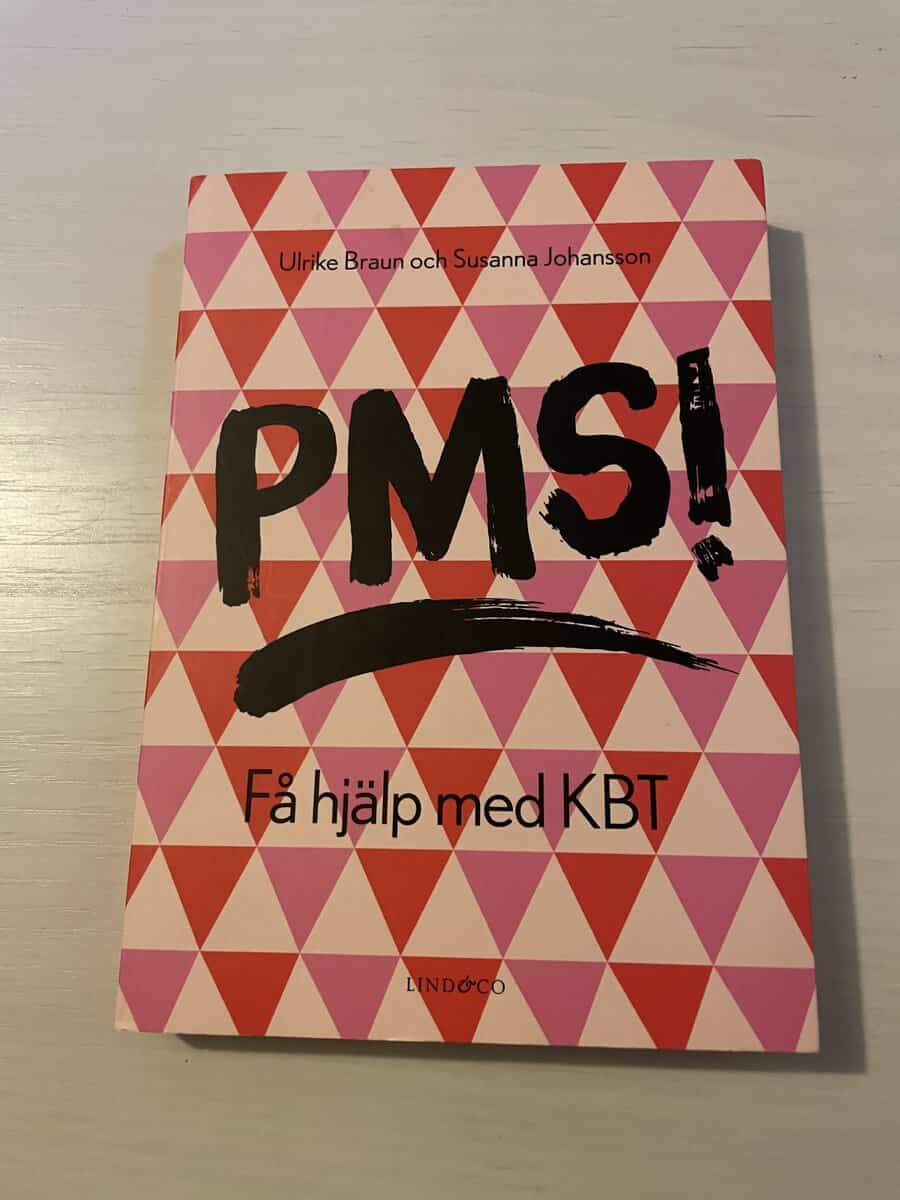 Ulrike Braun och Susanna Johansson
PMS!
Få hjälp med KBT
LIND&CO